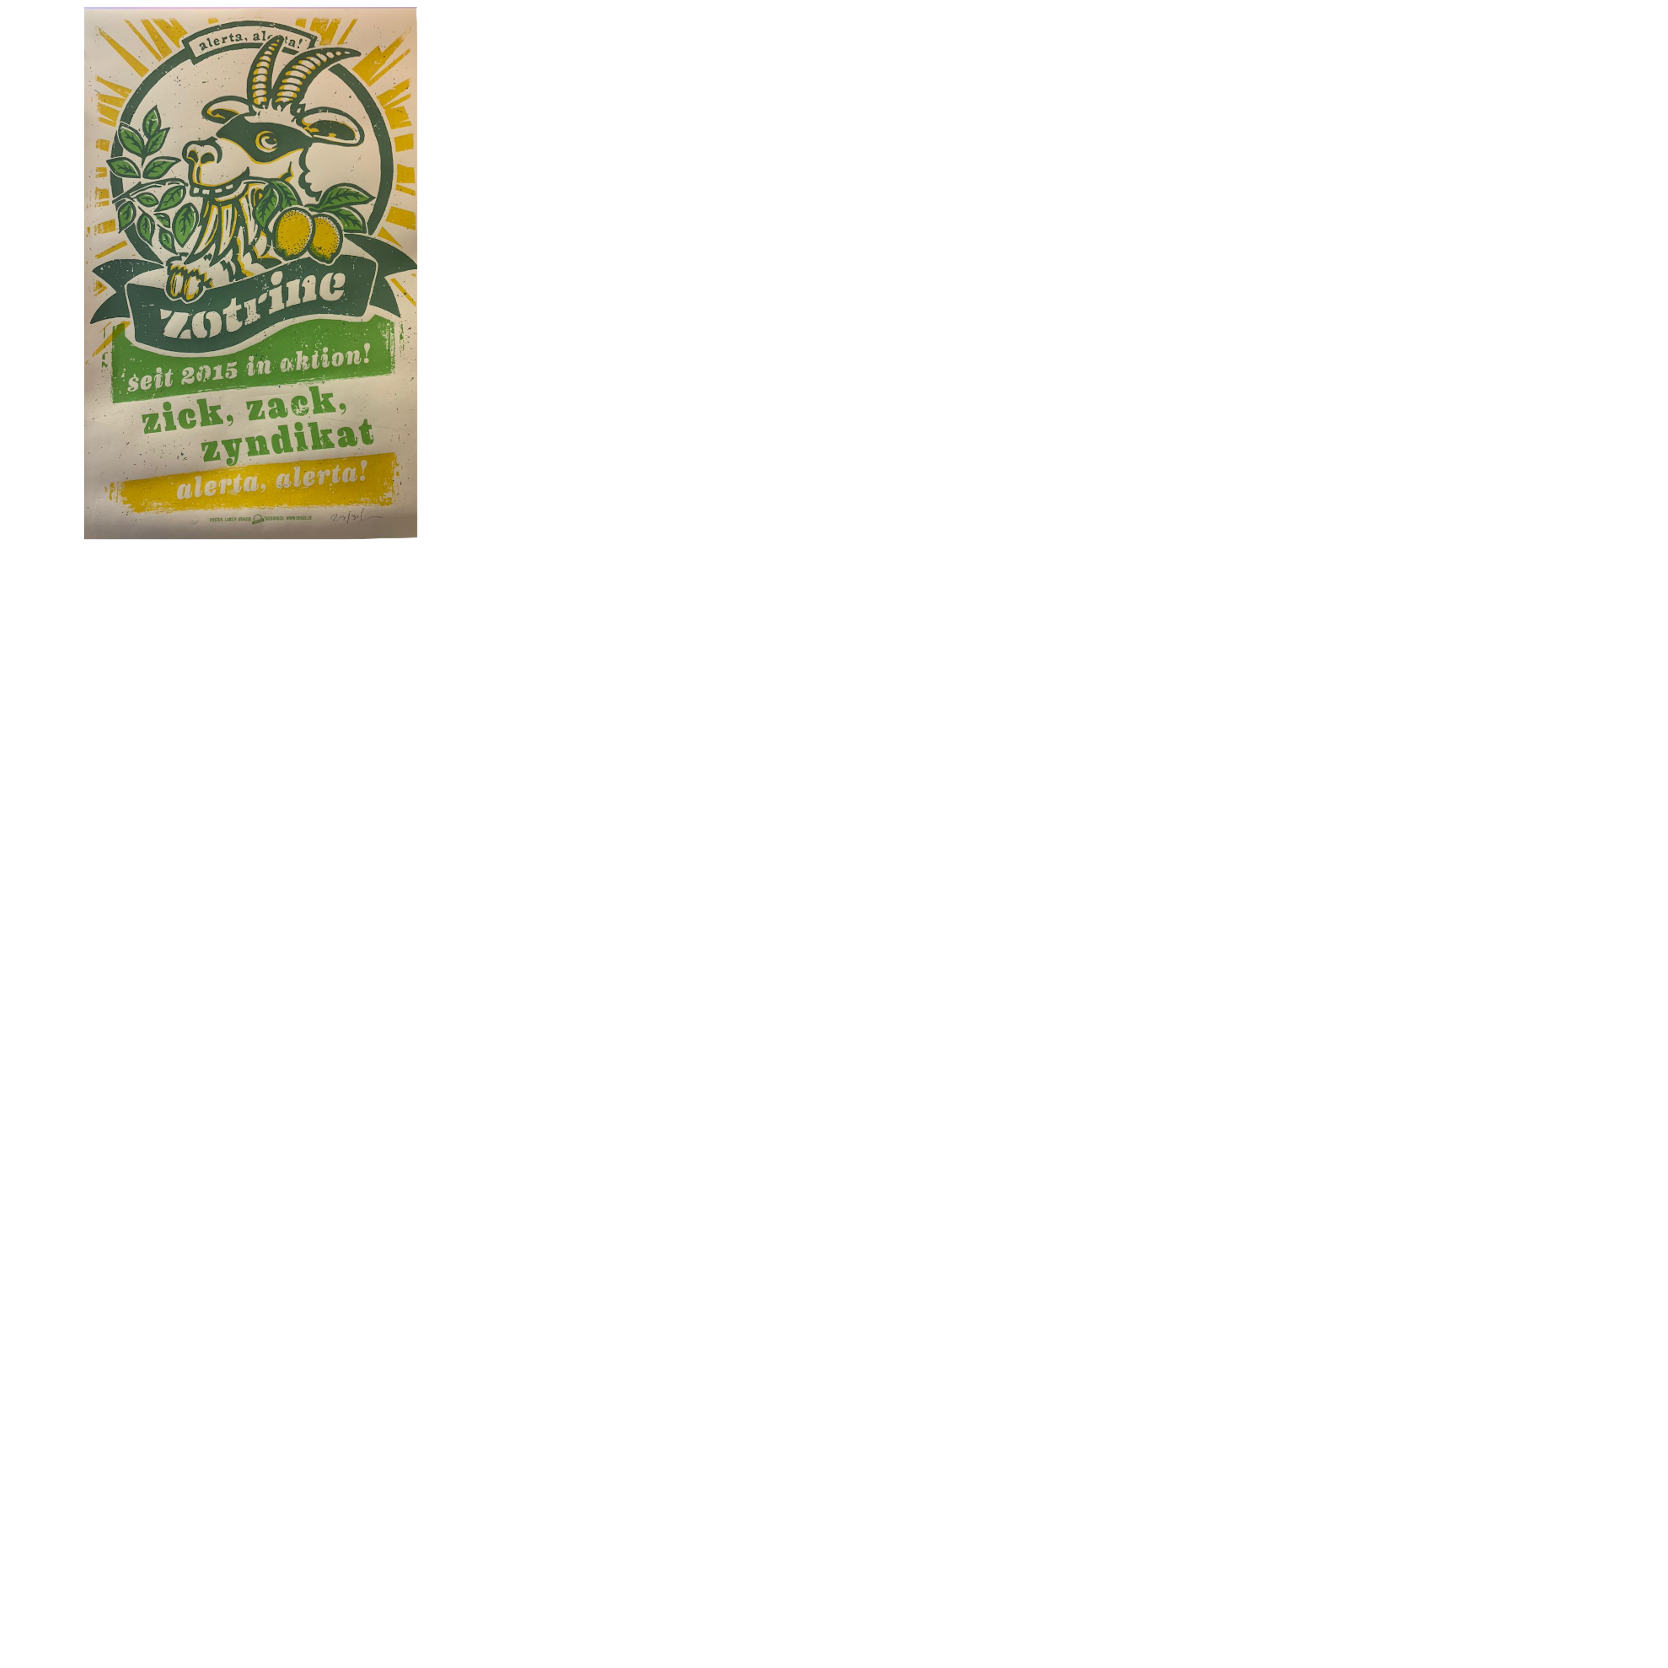 alerta, alerta!
zotrine
seit 2015 in aktion!
zick, zack,
zyndikat
alerta, alerta!